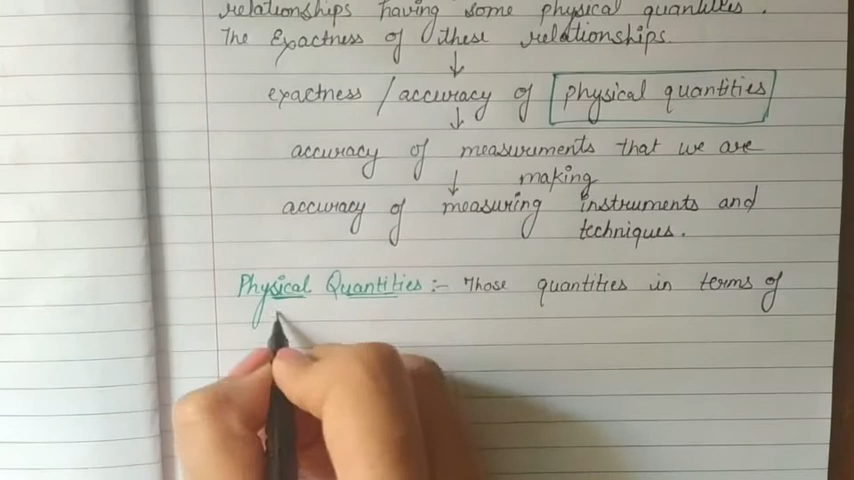 relationships having some physical quantities.
The Exactness of these relationships.
↓
exactness / accuracy of physical quantities
↓
accuracy of measurments that we are
↓ making
accuracy of measuring instruments and
techniques.
Physical Quantities :- Those quantities in terms of